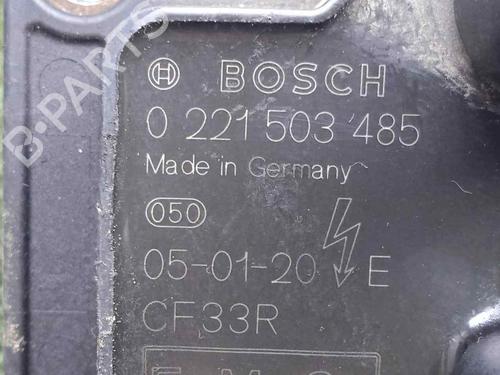 B-PARTS
BOSCH
0 221 503 485
Made in Germany
050
05-01-20 E
CF33R